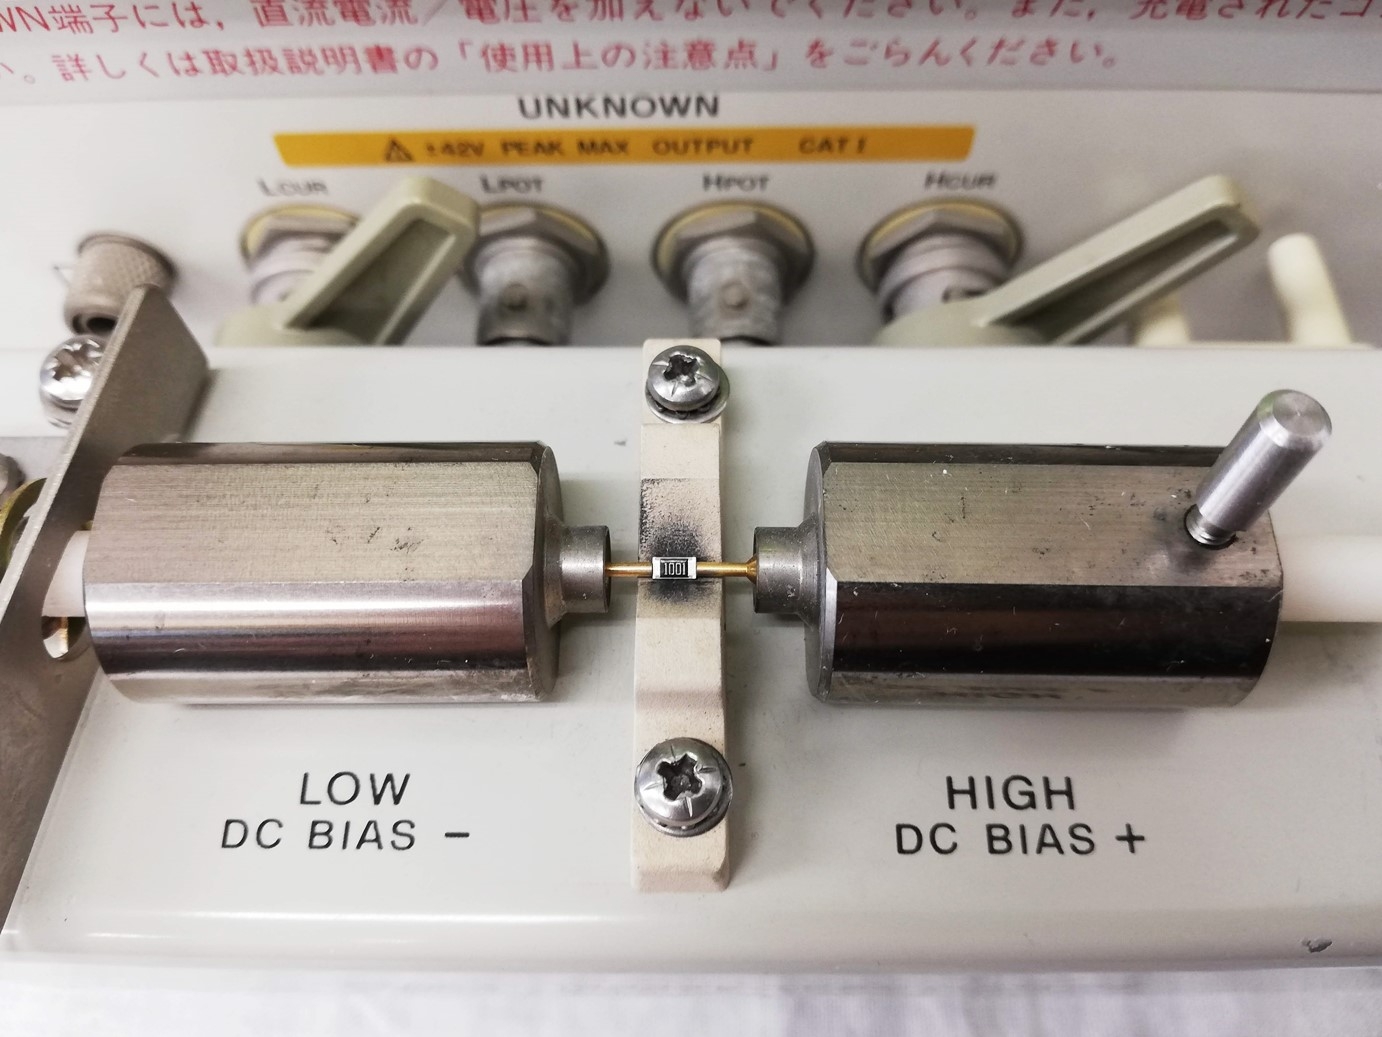 WN端子には，直流電流／電圧を加えないでください。また，充電されたコ
い。詳しくは取扱説明書の「使用上の注意点」をごらんください。
UNKNOWN
±42V PEAK MAX OUTPUT CAT I
LCUR LPOT HPOT HCUR
1001
LOW
DC BIAS −
HIGH
DC BIAS +